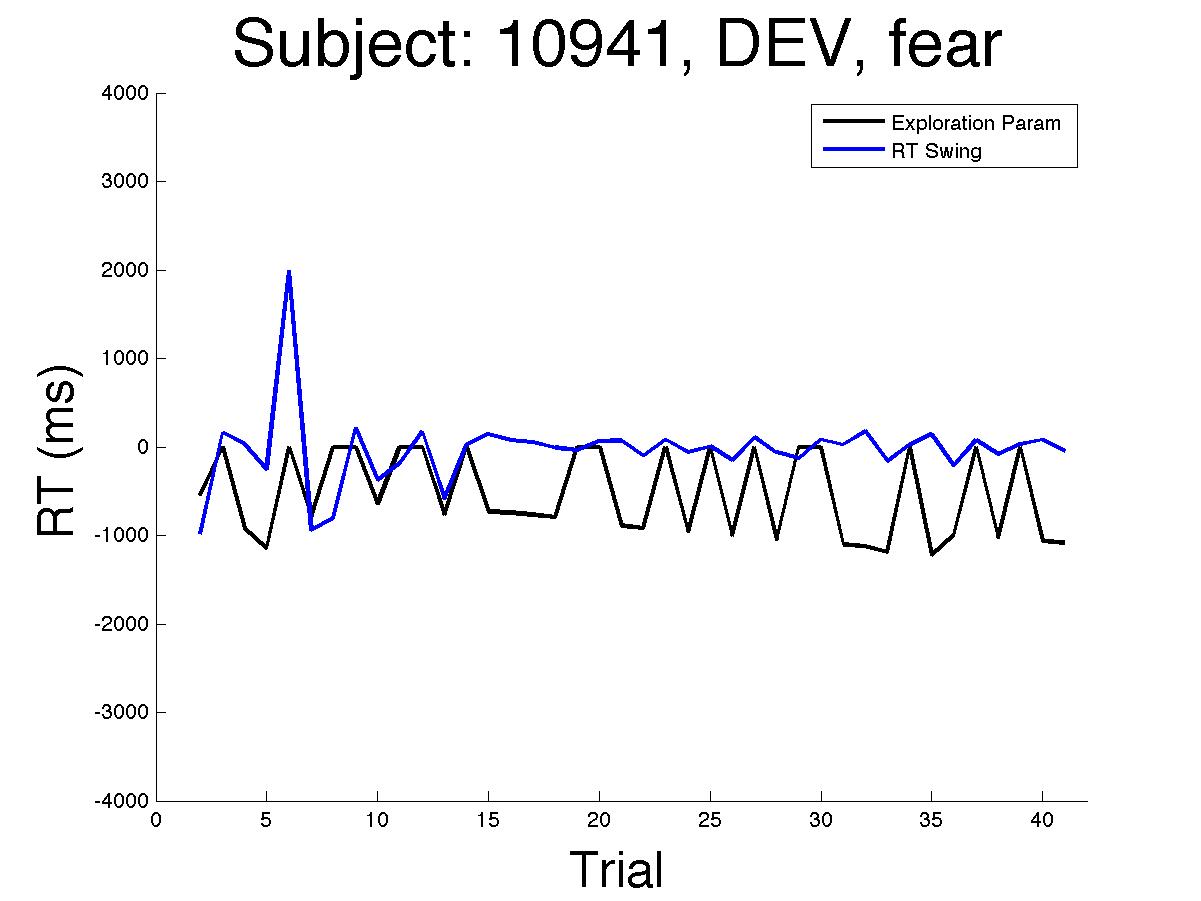 Subject: 10941, DEV, fear
4000
3000
2000
1000
0
-1000
-2000
-3000
-4000
RT (ms)
Exploration Param
RT Swing
0 5 10 15 20 25 30 35 40
Trial